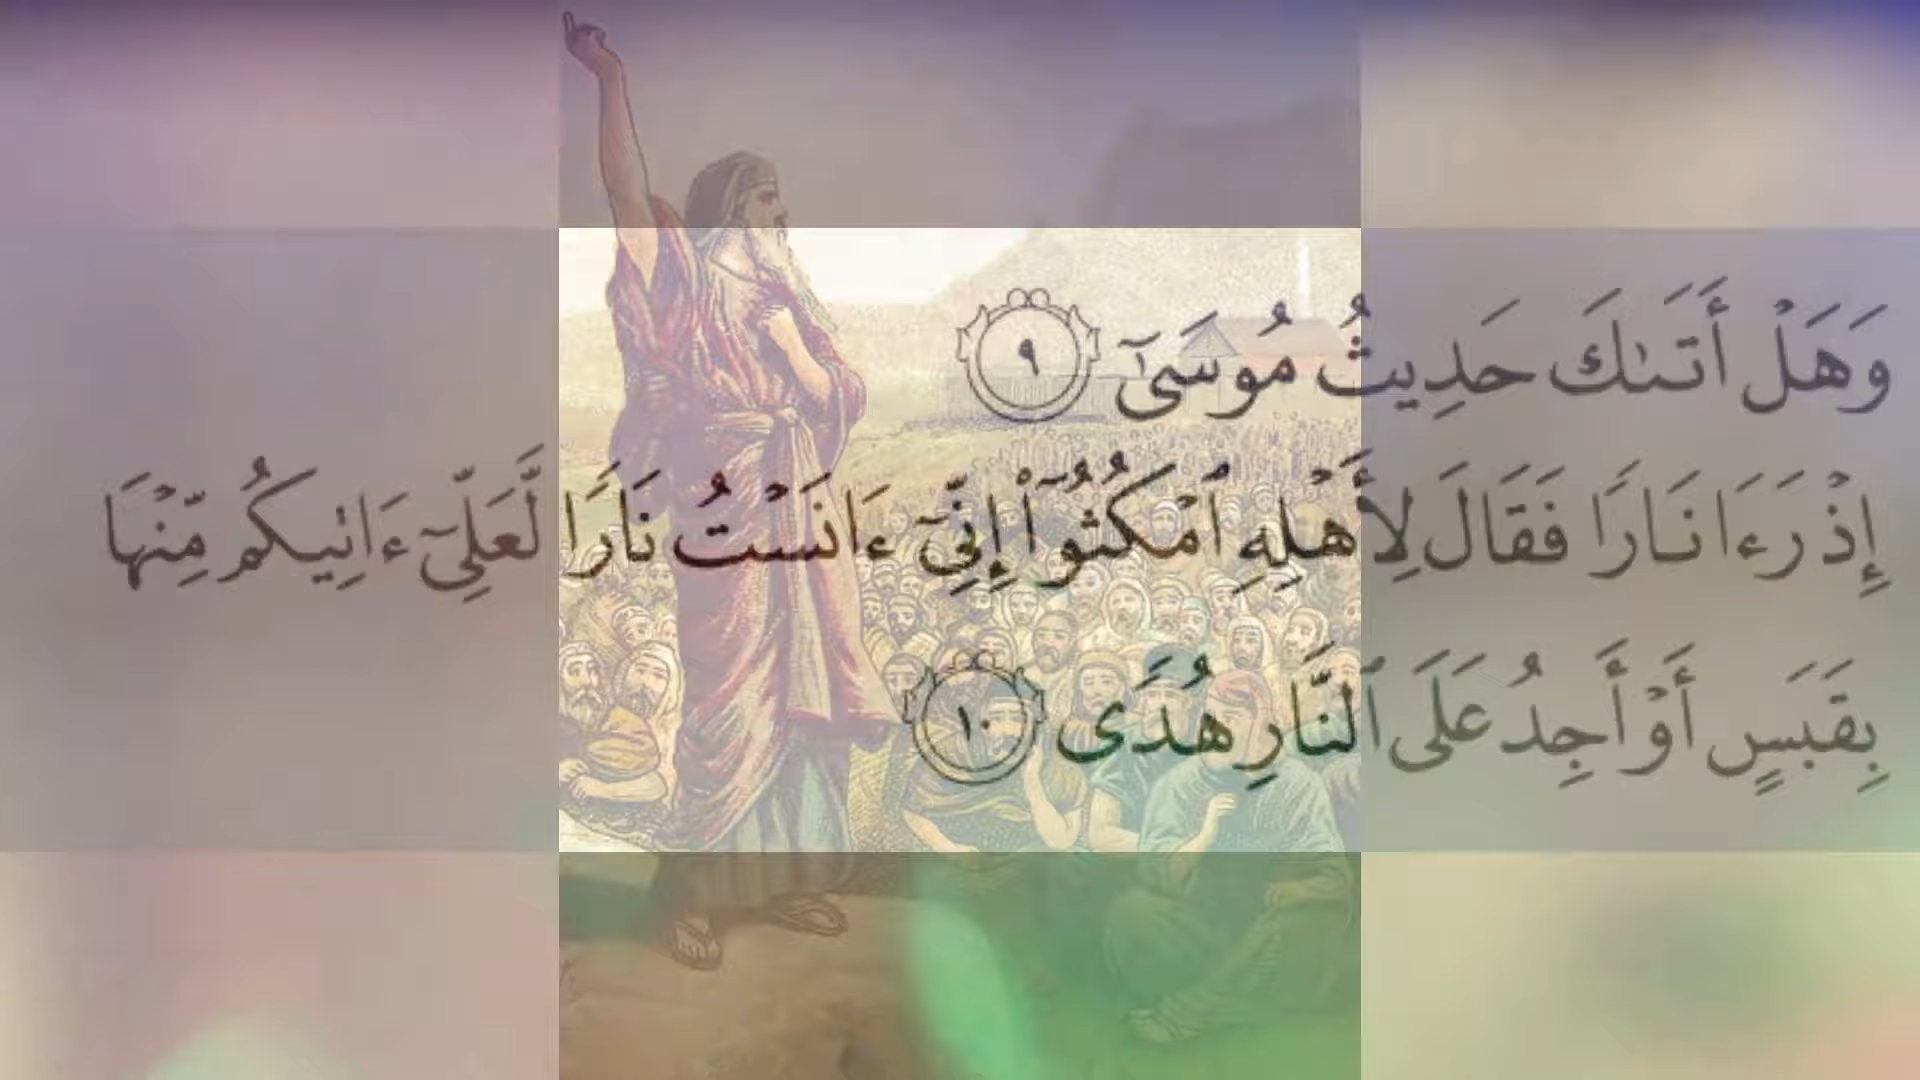 وَهَلْ أَتَىٰكَ حَدِيثُ مُوسَىٰٓ ٩
إِذْ رَءَا نَارًا فَقَالَ لِأَهْلِهِ ٱمْكُثُوٓا۟ إِنِّىٓ ءَانَسْتُ نَارًا لَّعَلِّىٓ ءَاتِيكُم مِّنْهَا
بِقَبَسٍ أَوْ أَجِدُ عَلَى ٱلنَّارِ هُدًى ١٠